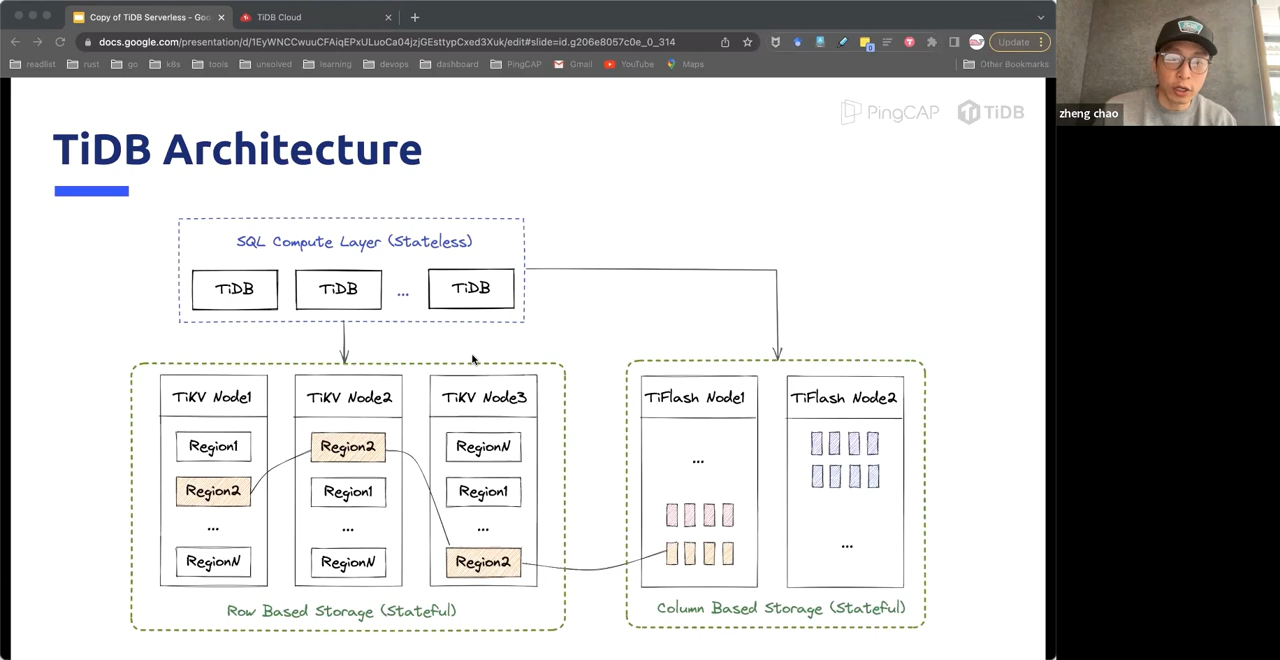 Copy of TiDB Serverless - Goo
TiDB Cloud
docs.google.com/presentation/d/1EyWNCCwuuCFAiqEPxULuoCa04jzjGEsttypCxed3Xuk/edit#slide=id.g206e8057c0e_0_314
Update
readlist
rust
go
k8s
tools
unsolved
learning
devops
dashboard
PingCAP
Gmail
YouTube
Maps
Other Bookmarks
zheng chao
PingCAP
TiDB
TiDB Architecture
SQL Compute Layer (Stateless)
TiDB
TiDB
...
TiDB
TiKV Node1
Region1
Region2
...
RegionN
TiKV Node2
Region2
Region1
...
RegionN
TiKV Node3
RegionN
Region1
...
Region2
Row Based Storage (Stateful)
TiFlash Node1
...
TiFlash Node2
...
Column Based Storage (Stateful)